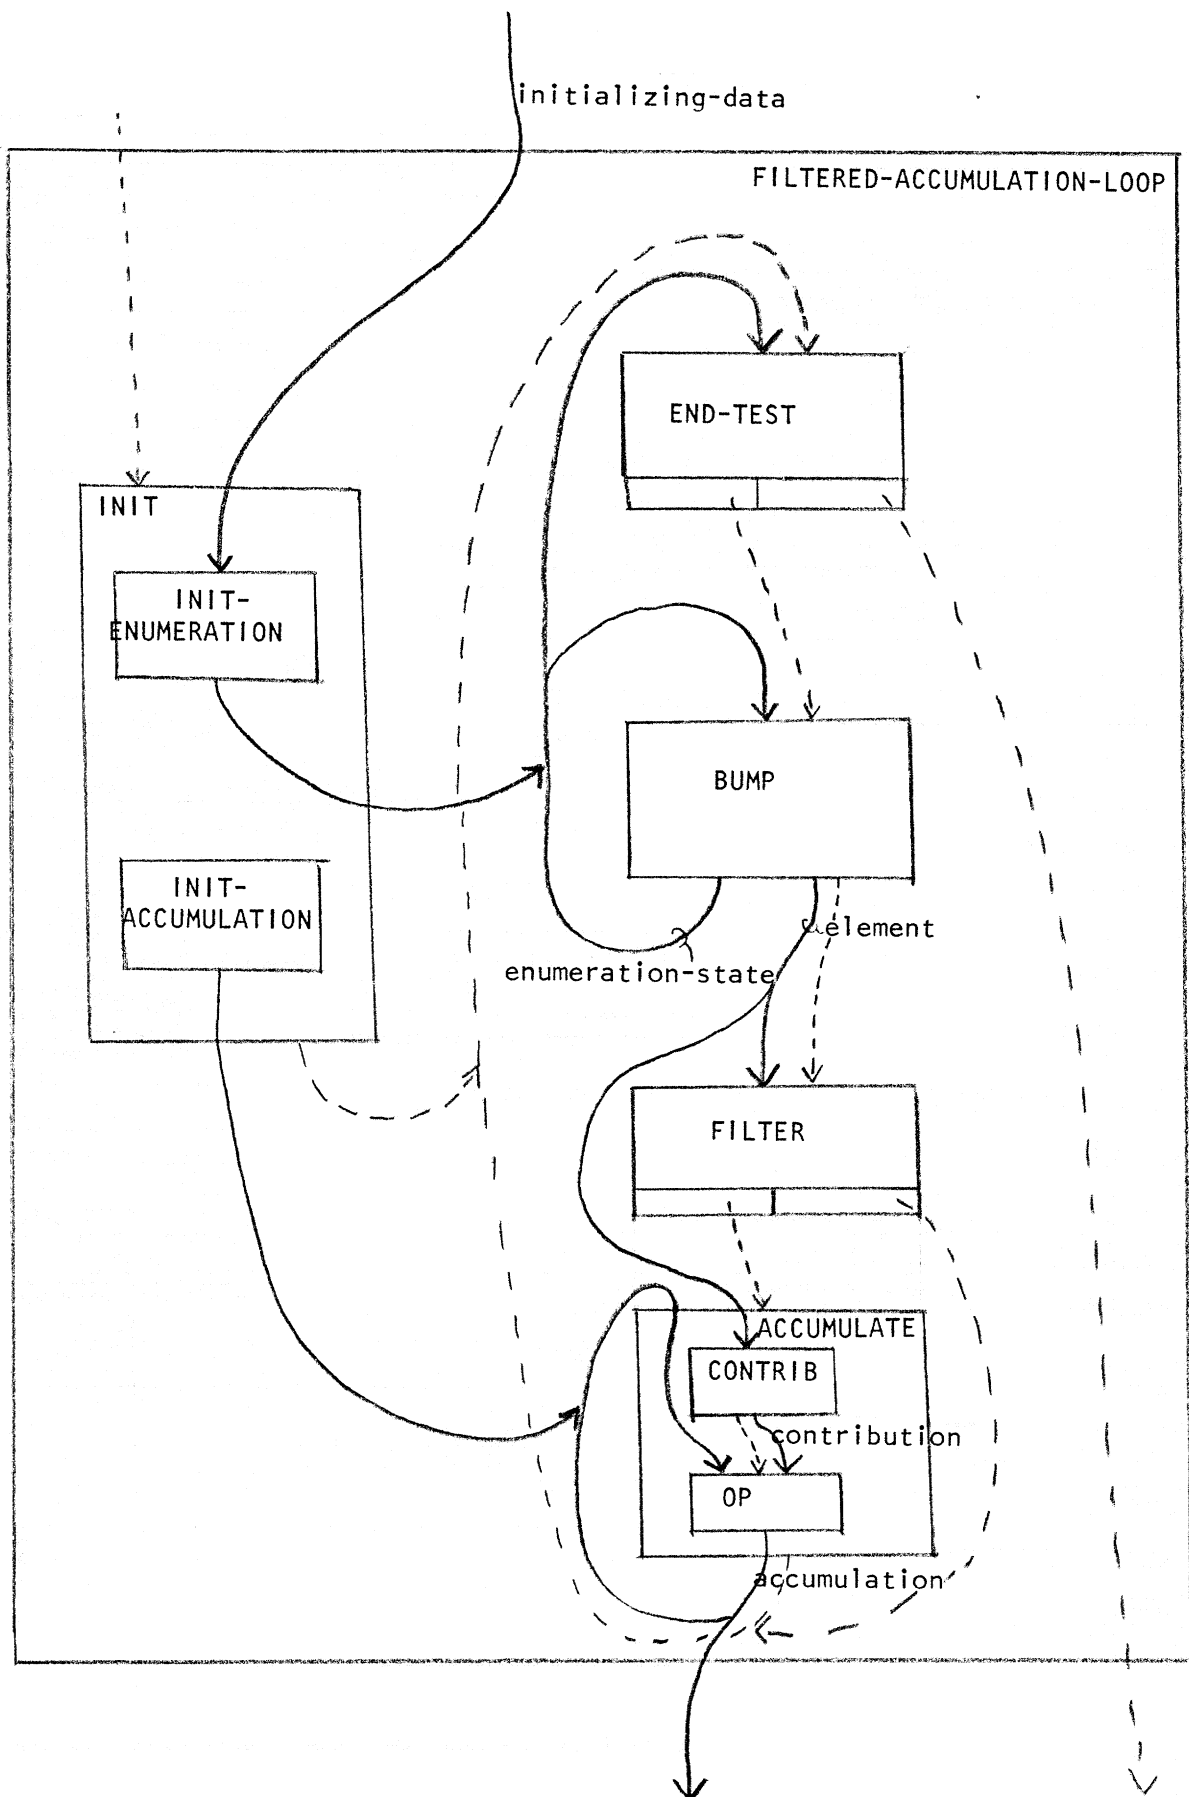 initializing-data
FILTERED-ACCUMULATION-LOOP
END-TEST
INIT
INIT-
ENUMERATION
BUMP
INIT-
ACCUMULATION
element
enumeration-state
FILTER
ACCUMULATE
CONTRIB
contribution
OP
accumulation